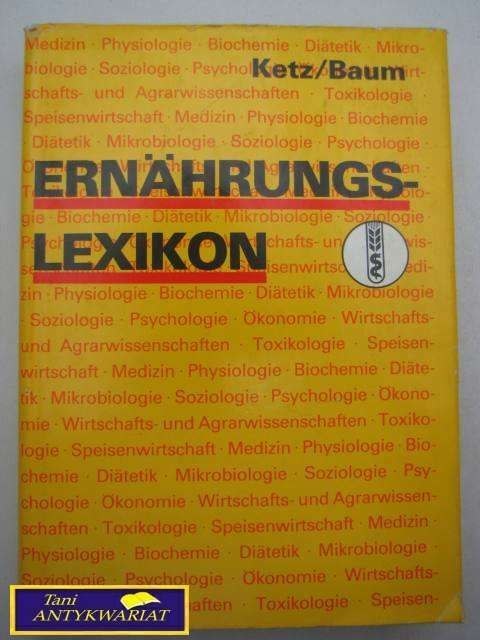 Medizin · Physiologie · Biochemie · Diätetik · Mikro-
biologie · Soziologie · Psychol
Ketz/Baum
schafts- und Agrarwissenschaften · Toxikologie ·
Speisenwirtschaft · Medizin · Physiologie · Biochemie
· Diätetik · Mikrobiologie · Soziologie · Psychologie ·
ERNÄHRUNGS-
gie · Biochemie · Diätetik · Mikrobiologie · Soziologie
LEXIKON
zin · Physiologie · Biochemie · Diätetik · Mikrobiologie
· Soziologie · Psychologie · Ökonomie · Wirtschafts-
und Agrarwissenschaften · Toxikologie · Speisen-
wirtschaft · Medizin · Physiologie · Biochemie · Diäte-
tik · Mikrobiologie · Soziologie · Psychologie · Ökono-
mie · Wirtschafts- und Agrarwissenschaften · Toxiko-
logie · Speisenwirtschaft · Medizin · Physiologie · Bio-
chemie · Diätetik · Mikrobiologie · Soziologie · Psy-
chologie · Ökonomie · Wirtschafts- und Agrarwissen-
schaften · Toxikologie · Speisenwirtschaft · Medizin ·
Physiologie · Biochemie · Diätetik · Mikrobiologie ·
Soziologie · Psychologie · Ökonomie · Wirtschafts-
schaften · Toxikologie · Speisen-
Tani
ANTYKWARIAT